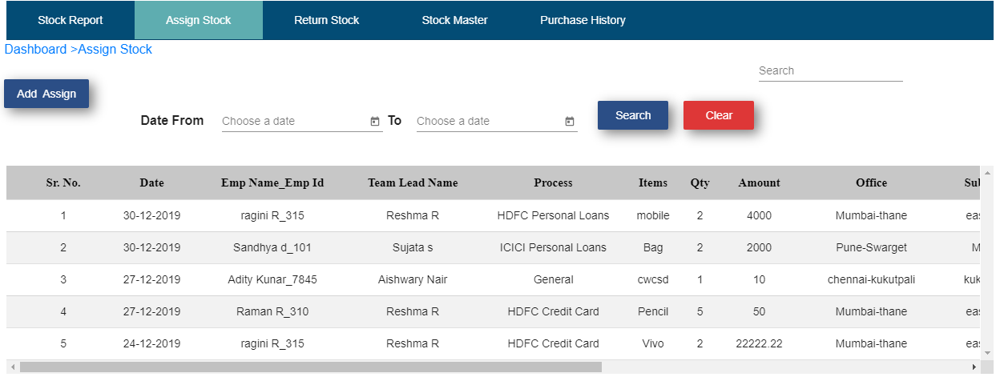 Stock Report Assign Stock Return Stock Stock Master Purchase History
Dashboard >Assign Stock
Search
Add Assign
Date From Choose a date To Choose a date Search Clear
Sr. No. Date Emp Name_Emp Id Team Lead Name Process Items Qty Amount Office
1 30-12-2019 ragini R_315 Reshma R HDFC Personal Loans mobile 2 4000 Mumbai-thane
2 30-12-2019 Sandhya d_101 Sujata s ICICI Personal Loans Bag 2 2000 Pune-Swarget
3 27-12-2019 Adity Kunar_7845 Aishwary Nair General cwcsd 1 10 chennai-kukutpali
4 27-12-2019 Raman R_310 Reshma R HDFC Credit Card Pencil 5 50 Mumbai-thane
5 24-12-2019 ragini R_315 Reshma R HDFC Credit Card Vivo 2 22222.22 Mumbai-thane